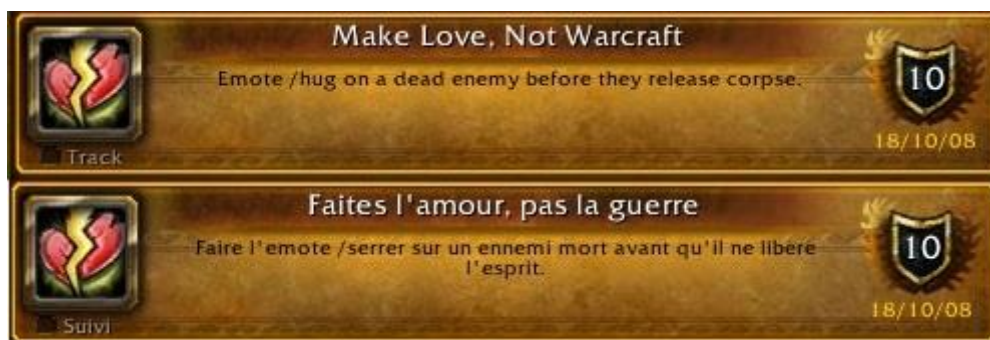 Make Love, Not Warcraft
Emote /hug on a dead enemy before they release corpse.
10
18/10/08
Track
Faites l'amour, pas la guerre
Faire l'emote /serrer sur un ennemi mort avant qu'il ne libère
l'esprit.
10
18/10/08
Suivi